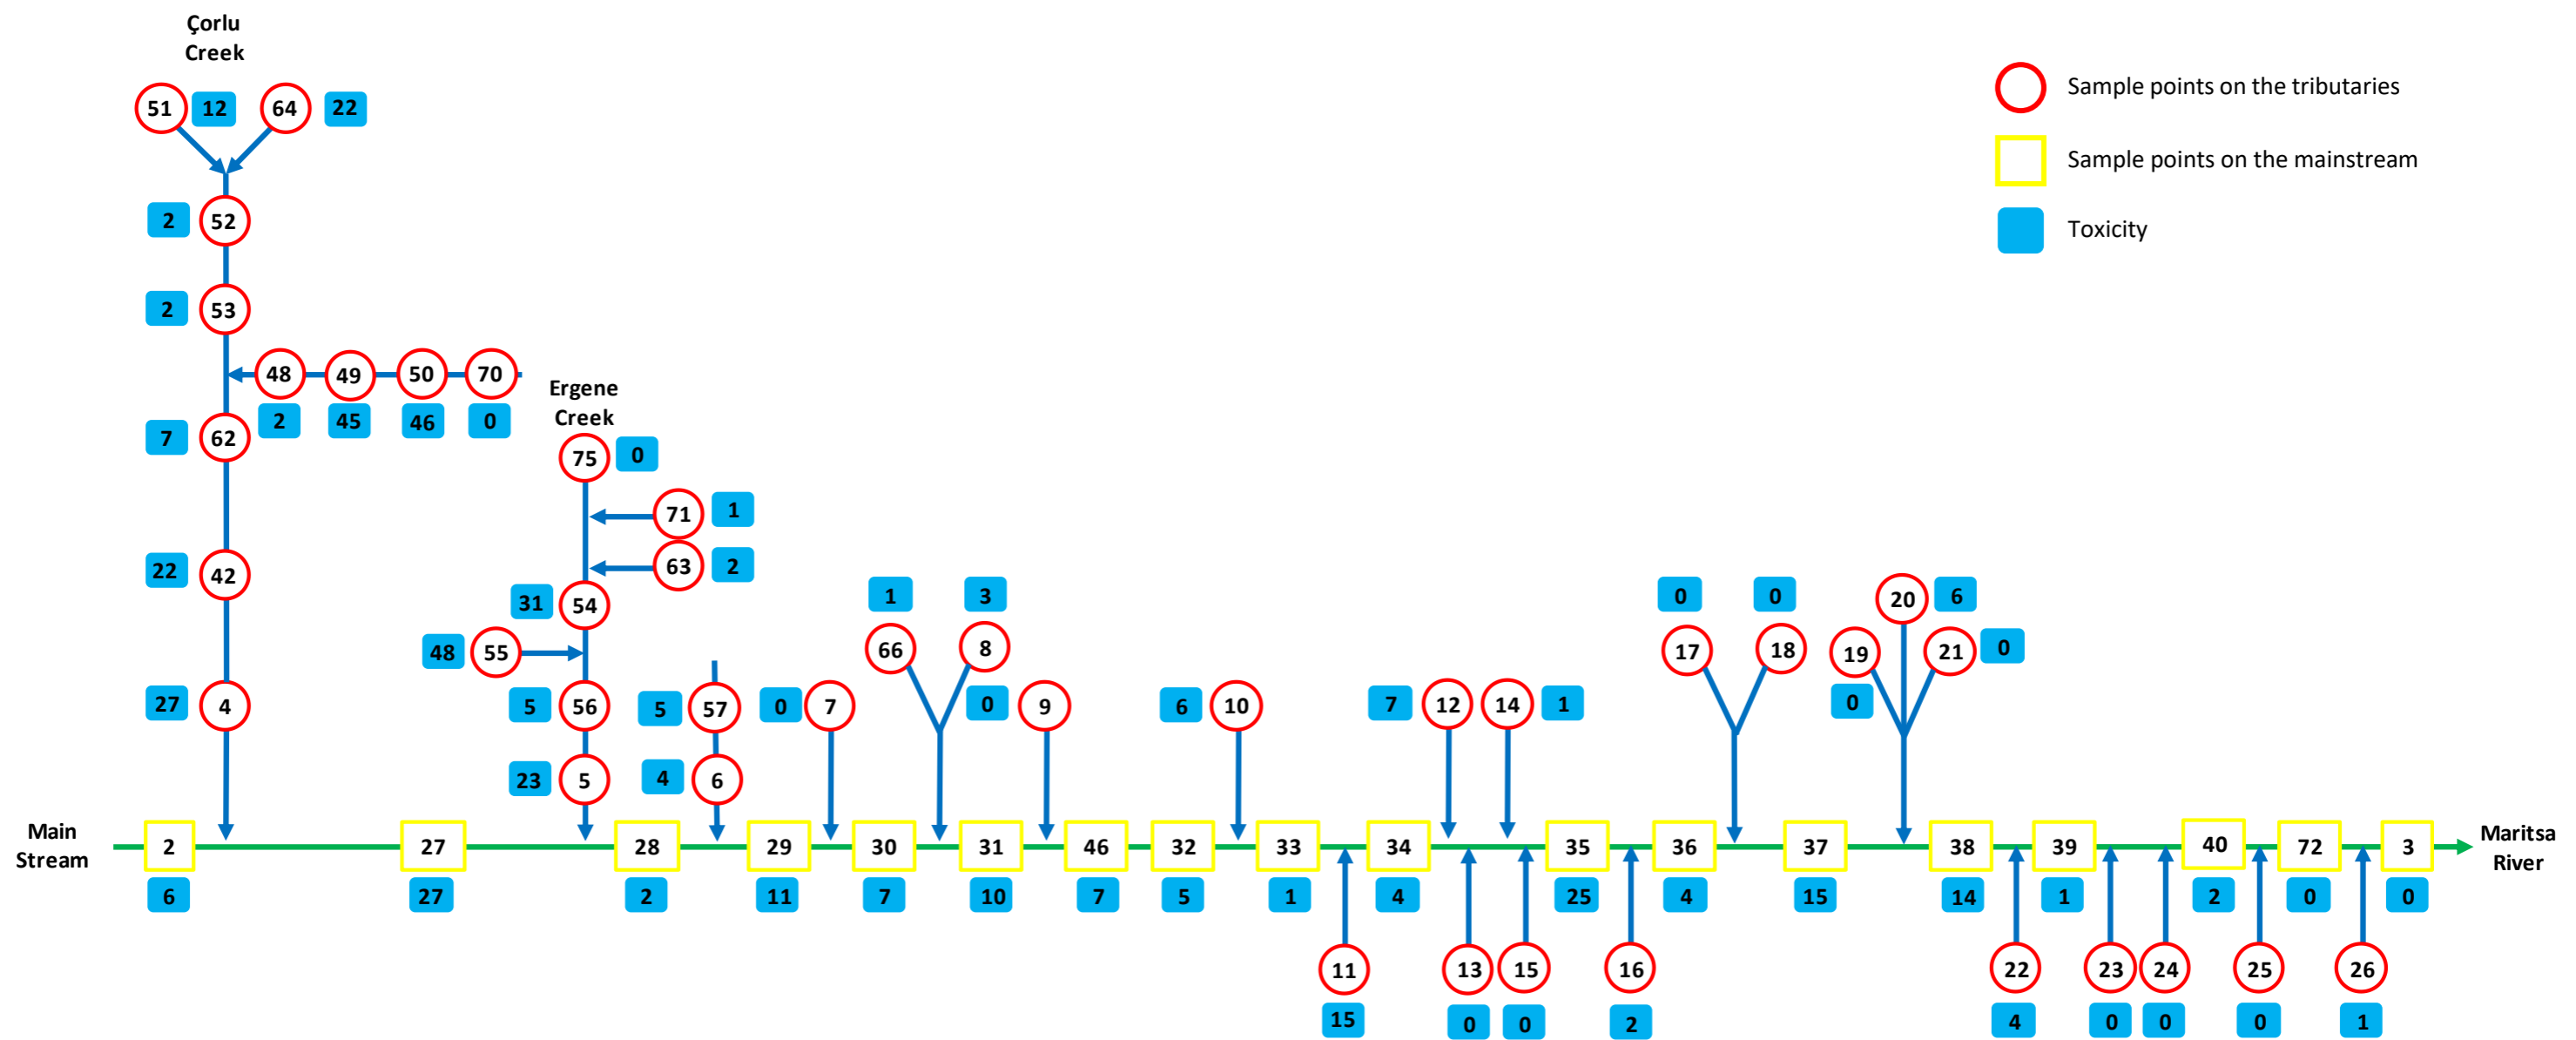 Çorlu
Creek
51 12 64 22
Sample points on the tributaries
Sample points on the mainstream
Toxicity
2 52
2 53
48 49 50 70
2 45 46 0
7 62
22 42
27 4
Ergene
Creek
75 0
71 1
63 2
31 54
48 55
5 56
23 5
5 57
4 6
0 7
1 3
66 8
0 9
6 10
7 12 14 1
0 0
17 18
20 6
19 21 0
0
Main
Stream
2 27 28 29 30 31 46 32 33 34 35 36 37 38 39 40 72 3
Maritsa
River
6 27 2 11 7 10 7 5 1 4 25 4 15 14 1 2 0 0
11 13 15 16 22 23 24 25 26
15 0 0 2 4 0 0 0 1